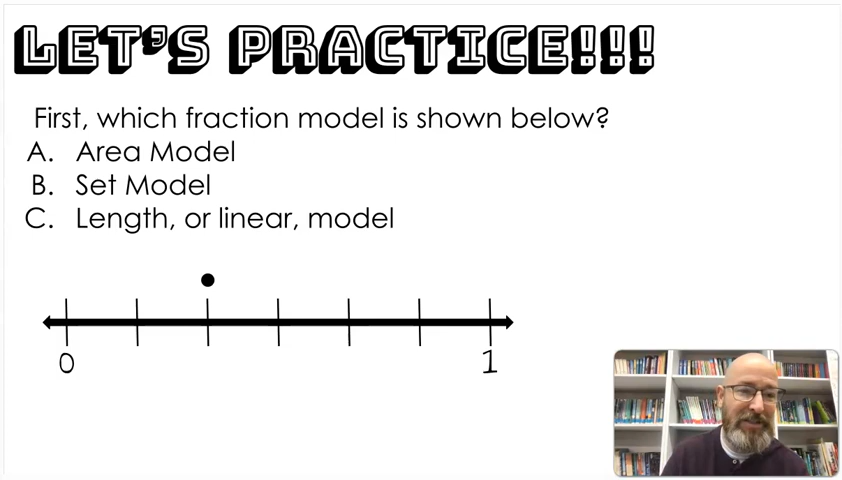 LET'S PRACTICE!!!
First, which fraction model is shown below?
A. Area Model
B. Set Model
C. Length, or linear, model
0 1